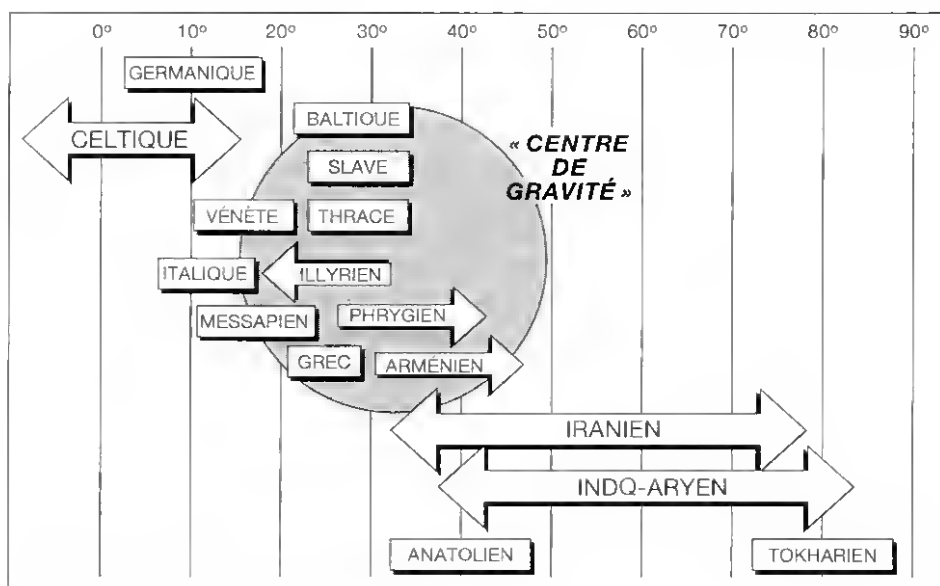 0° 10° 20° 30° 40° 50° 60° 70° 80° 90°
GERMANIQUE
CELTIQUE
BALTIQUE
SLAVE
« CENTRE
DE
GRAVITÉ »
VÉNÈTE
THRACE
ITALIQUE
ILLYRIEN
MESSAPIEN
PHRYGIEN
GREC
ARMÉNIEN
IRANIEN
INDO-ARYEN
ANATOLIEN
TOKHARIEN